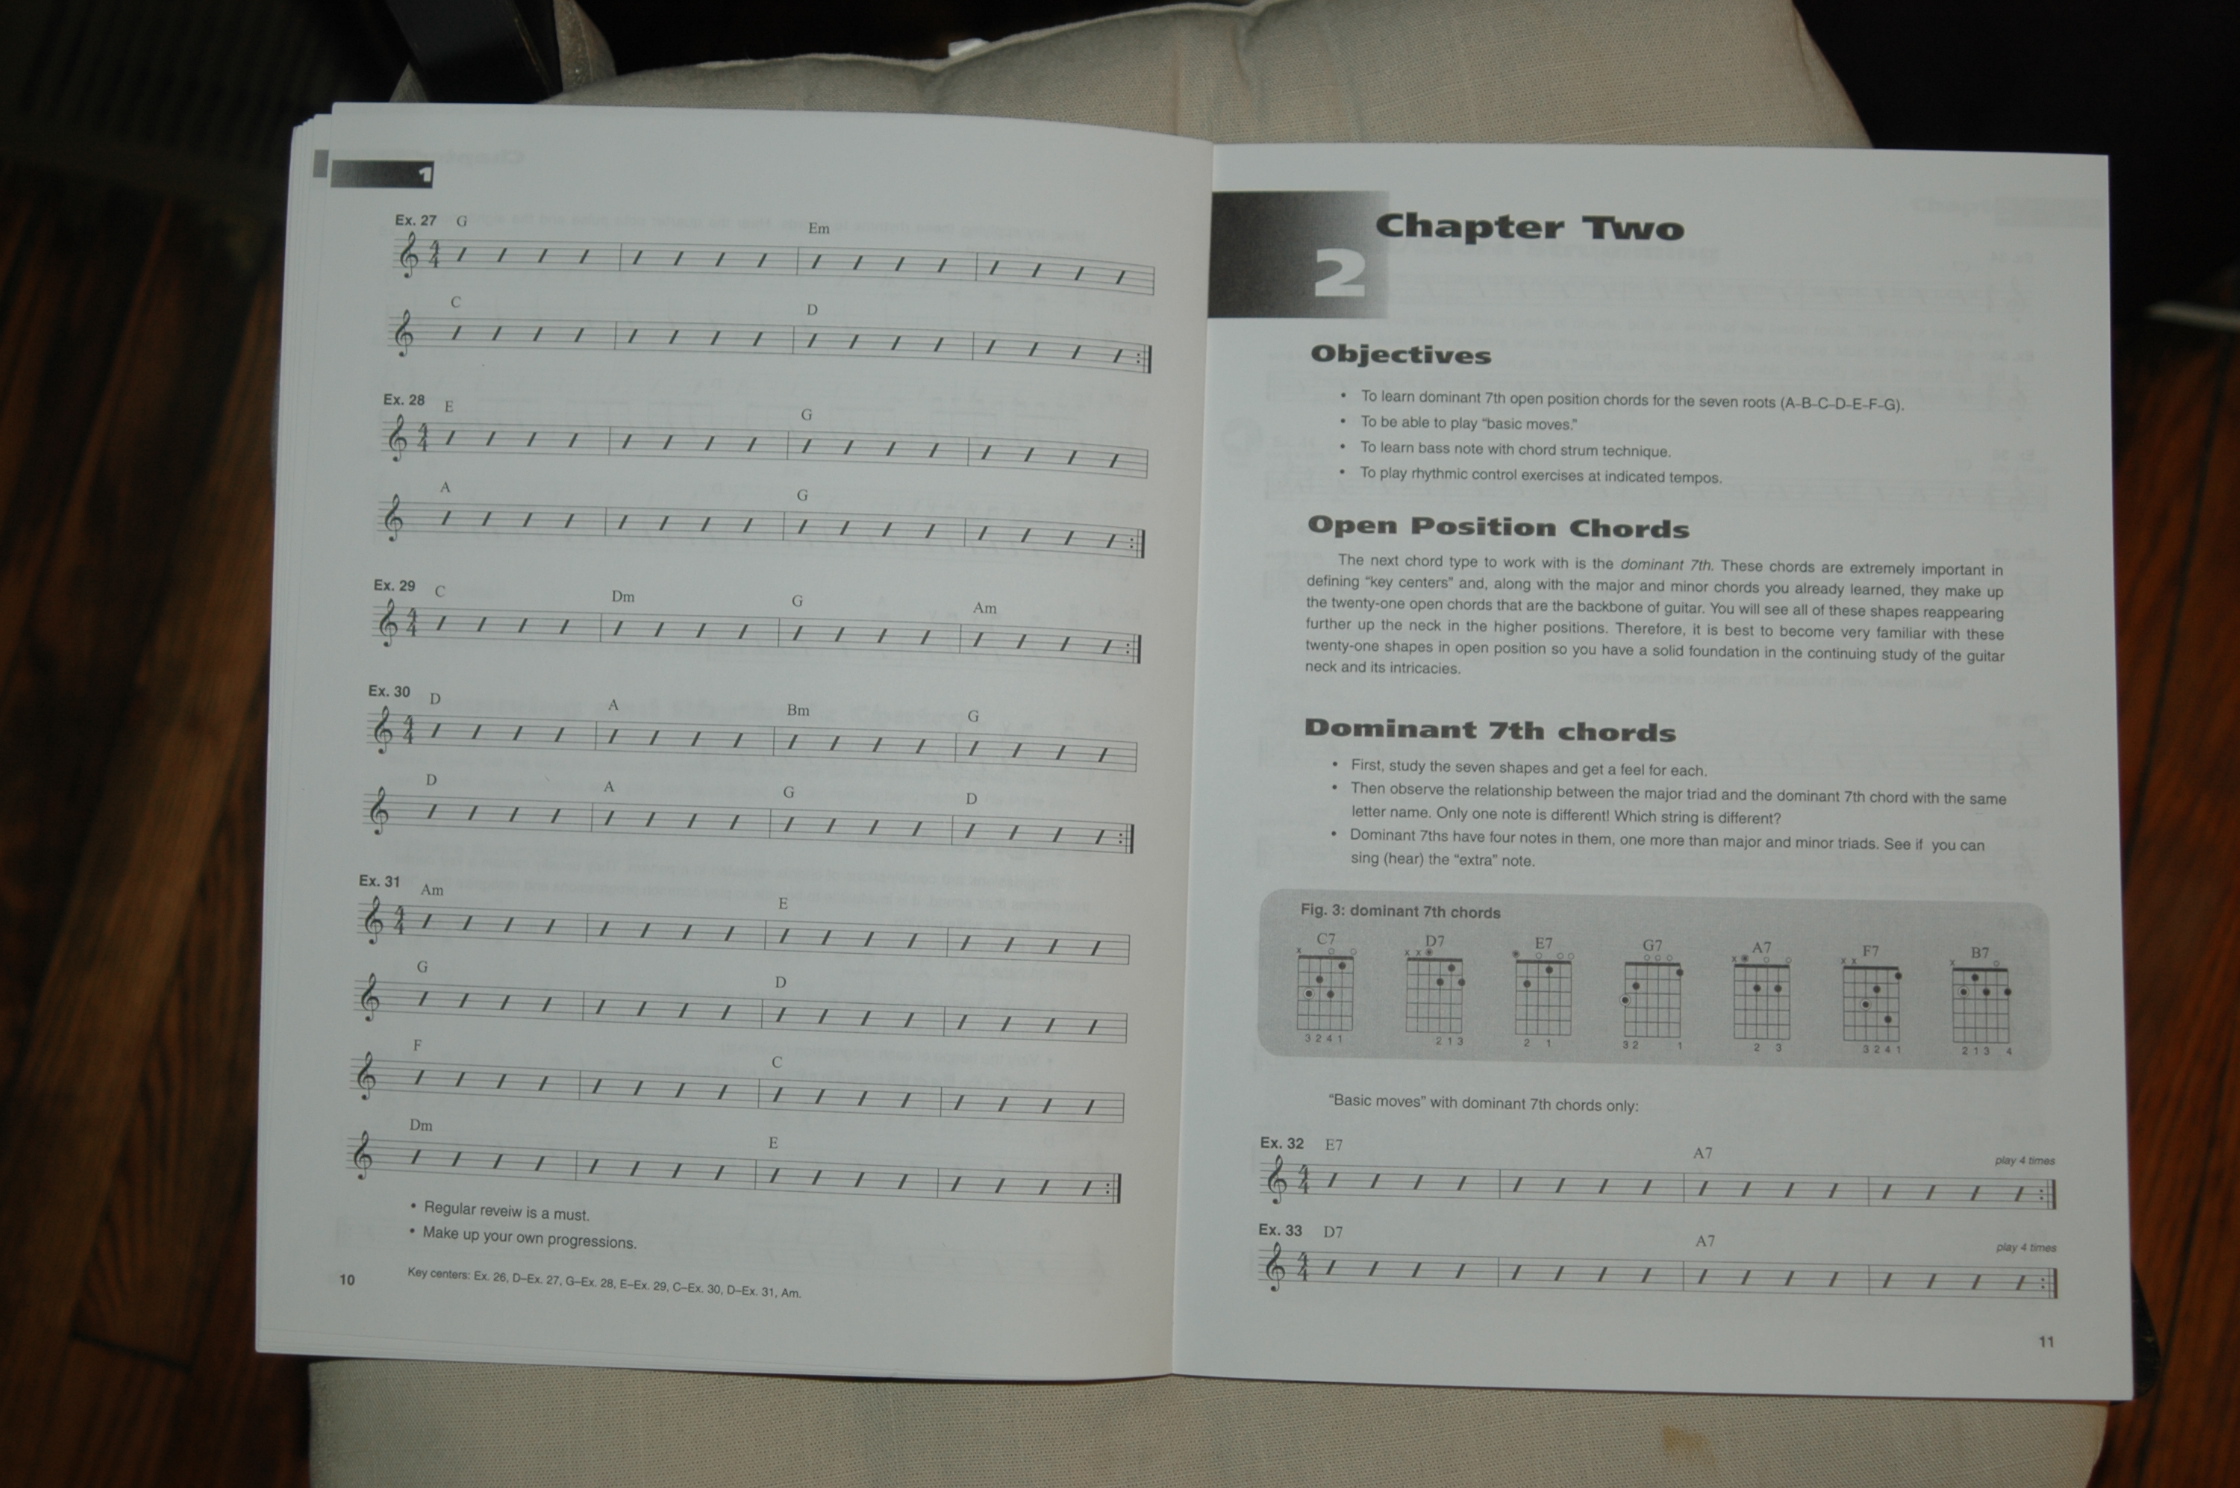 1
Ex. 27 G Em
C D
Ex. 28 E G
A G
Ex. 29 C Dm G Am
Ex. 30 D A Bm G
D A G D
Ex. 31 Am E
G D
F C
Dm E
• Regular reveiw is a must.
• Make up your own progressions.
10 Key centers: Ex. 26, D–Ex. 27, G–Ex. 28, E–Ex. 29, C–Ex. 30, D–Ex. 31, Am.
2 Chapter Two
Objectives
• To learn dominant 7th open position chords for the seven roots (A–B–C–D–E–F–G).
• To be able to play “basic moves.”
• To learn bass note with chord strum technique.
• To play rhythmic control exercises at indicated tempos.
Open Position Chords
The next chord type to work with is the dominant 7th. These chords are extremely important in
defining “key centers” and, along with the major and minor chords you already learned, they make up
the twenty-one open chords that are the backbone of guitar. You will see all of these shapes reappearing
further up the neck in the higher positions. Therefore, it is best to become very familiar with these
twenty-one shapes in open position so you have a solid foundation in the continuing study of the guitar
neck and its intricacies.
Dominant 7th chords
• First, study the seven shapes and get a feel for each.
• Then observe the relationship between the major triad and the dominant 7th chord with the same
letter name. Only one note is different! Which string is different?
• Dominant 7ths have four notes in them, one more than major and minor triads. See if you can
sing (hear) the “extra” note.
Fig. 3: dominant 7th chords
C7 D7 E7 G7 A7 F7 B7
3 2 4 1 2 1 3 2 1 3 2 1 2 3 3 2 4 1 2 1 3 4
“Basic moves” with dominant 7th chords only:
Ex. 32 E7 A7 play 4 times
Ex. 33 D7 A7 play 4 times
11